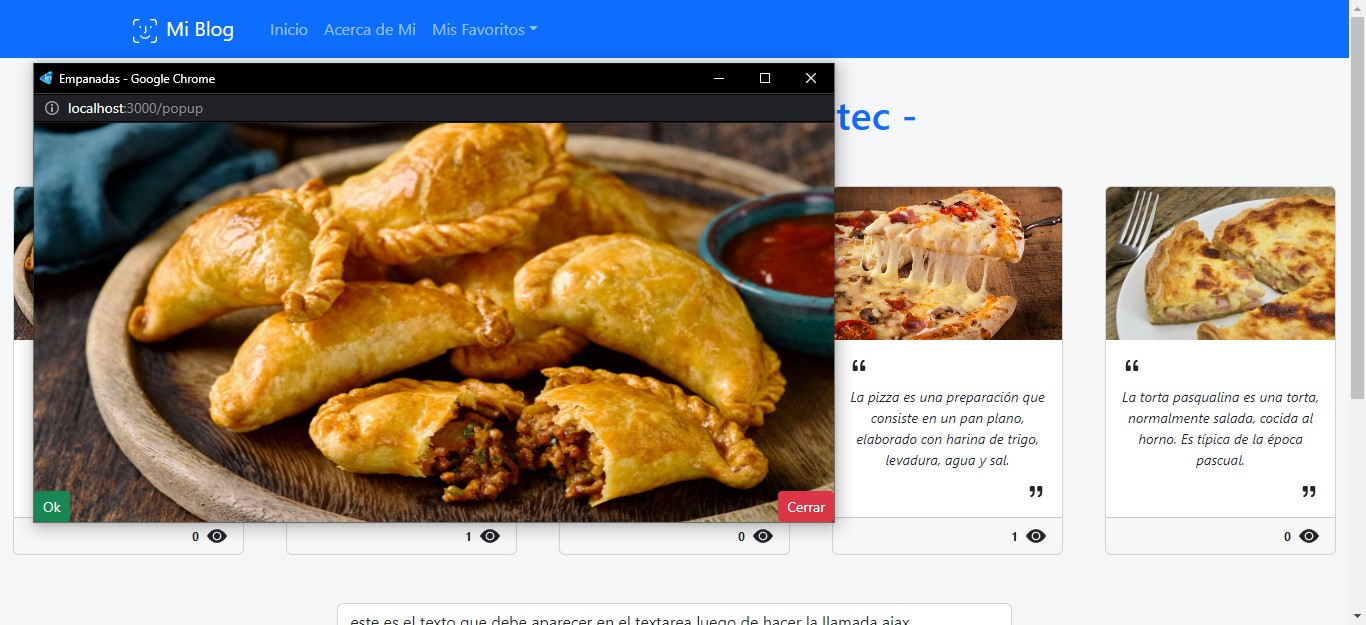 Mi Blog Inicio Acerca de Mi Mis Favoritos
Empanadas - Google Chrome
localhost:3000/popup
tec -
Ok
Cerrar
“
La pizza es una preparación que
consiste en un pan plano,
elaborado con harina de trigo,
levadura, agua y sal.
”
“
La torta pasqualina es una torta,
normalmente salada, cocida al
horno. Es típica de la época
pascual.
”
0
1
0
1
0
este es el texto que debe aparecer en el textarea luego de hacer la llamada ajax